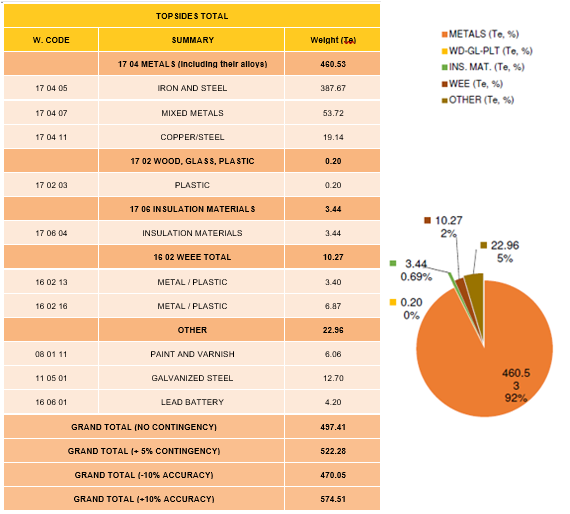 TOPSIDES TOTAL
W. CODE SUMMARY Weight (Te)
17 04 METALS (including their alloys) 460.53
17 04 05 IRON AND STEEL 387.67
17 04 07 MIXED METALS 53.72
17 04 11 COPPER/STEEL 19.14
17 02 WOOD, GLASS, PLASTIC 0.20
17 02 03 PLASTIC 0.20
17 06 INSULATION MATERIALS 3.44
17 06 04 INSULATION MATERIALS 3.44
16 02 WEEE TOTAL 10.27
16 02 13 METAL / PLASTIC 3.40
16 02 16 METAL / PLASTIC 6.87
OTHER 22.96
08 01 11 PAINT AND VARNISH 6.06
11 05 01 GALVANIZED STEEL 12.70
16 06 01 LEAD BATTERY 4.20
GRAND TOTAL (NO CONTINGENCY) 497.41
GRAND TOTAL (+ 5% CONTINGENCY) 522.28
GRAND TOTAL (-10% ACCURACY) 470.05
GRAND TOTAL (+10% ACCURACY) 574.51
METALS (Te, %)
WD-GL-PLT (Te, %)
INS. MAT. (Te, %)
WEE (Te, %)
OTHER (Te, %)
10.27
2%
22.96
5%
3.44
0.69%
0.20
0%
460.5
3
92%